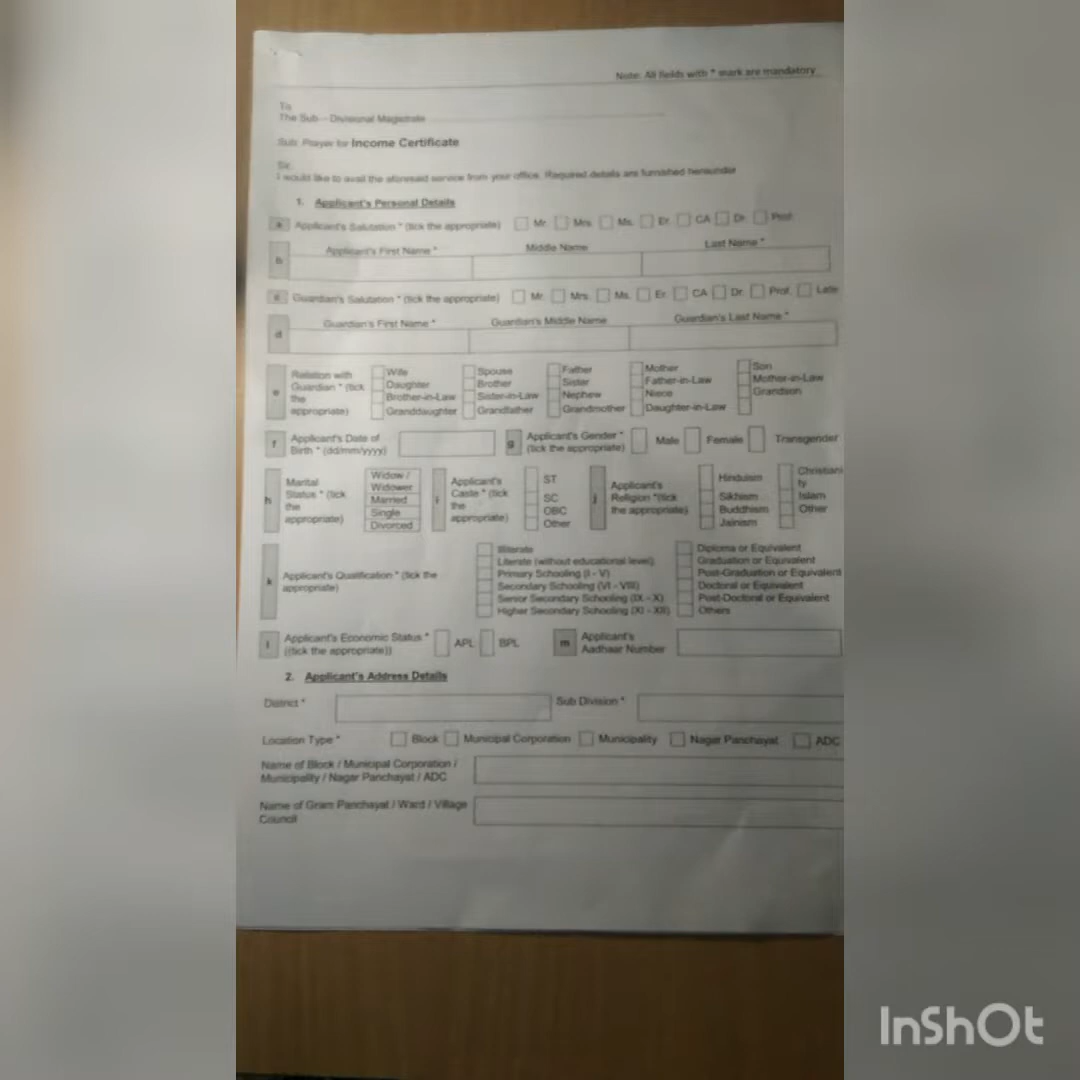 Note: All fields with * mark are mandatory
To
The Sub – Divisional Magistrate
Sub: Prayer for Income Certificate
Sir,
I would like to avail the aforesaid service from your office. Required details are furnished hereunder
1. Applicant's Personal Details
a Applicant's Salutation * (tick the appropriate) Mr. Mrs. Ms. Er. CA Dr. Prof.
Applicant's First Name * Middle Name Last Name *
b
c Guardian's Salutation * (tick the appropriate) Mr. Mrs. Ms. Er. CA Dr. Prof. Late
Guardian's First Name * Guardian's Middle Name Guardian's Last Name *
d
e Relation with Guardian * (tick the appropriate)
Wife Spouse Father Mother Son
Daughter Brother Sister Father-in-Law Mother-in-Law
Brother-in-Law Sister-in-Law Nephew Niece Grandson
Granddaughter Grandfather Grandmother Daughter-in-Law
f Applicant's Date of
Birth * (dd/mm/yyyy)
g Applicant's Gender *
(tick the appropriate) Male Female Transgender
h Marital
Status * (tick
the
appropriate)
Widow /
Widower
Married
Single
Divorced
i Applicant's
Caste * (tick
the
appropriate)
ST
SC
OBC
Other
j Applicant's
Religion *(tick
the appropriate)
Hinduism
Sikhism
Buddhism
Jainism
Christiani
ty
Islam
Other
k Applicant's Qualification * (tick the
appropriate)
Illiterate
Literate (without educational level)
Primary Schooling (I - V)
Secondary Schooling (VI - VIII)
Senior Secondary Schooling (IX - X)
Higher Secondary Schooling (XI - XII)
Diploma or Equivalent
Graduation or Equivalent
Post-Graduation or Equivalent
Doctoral or Equivalent
Post-Doctoral or Equivalent
Others
l Applicant's Economic Status *
((tick the appropriate)) APL BPL
m Applicant's
Aadhaar Number
2. Applicant's Address Details
District * Sub Division *
Location Type * Block Municipal Corporation Municipality Nagar Panchayat ADC
Name of Block / Municipal Corporation /
Municipality / Nagar Panchayat / ADC
Name of Gram Panchayat / Ward / Village
Council
InShOt